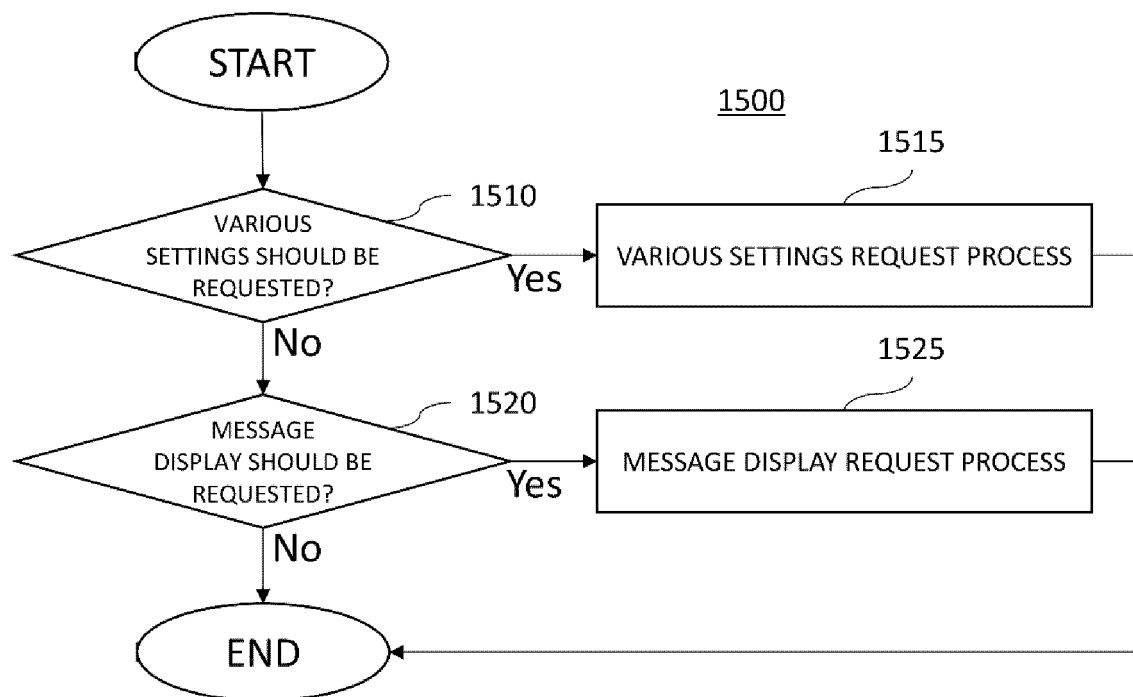 START
1500
1515
1510
VARIOUS
SETTINGS SHOULD BE
REQUESTED?
Yes
VARIOUS SETTINGS REQUEST PROCESS
No
1525
1520
MESSAGE
DISPLAY SHOULD BE
REQUESTED?
Yes
MESSAGE DISPLAY REQUEST PROCESS
No
END